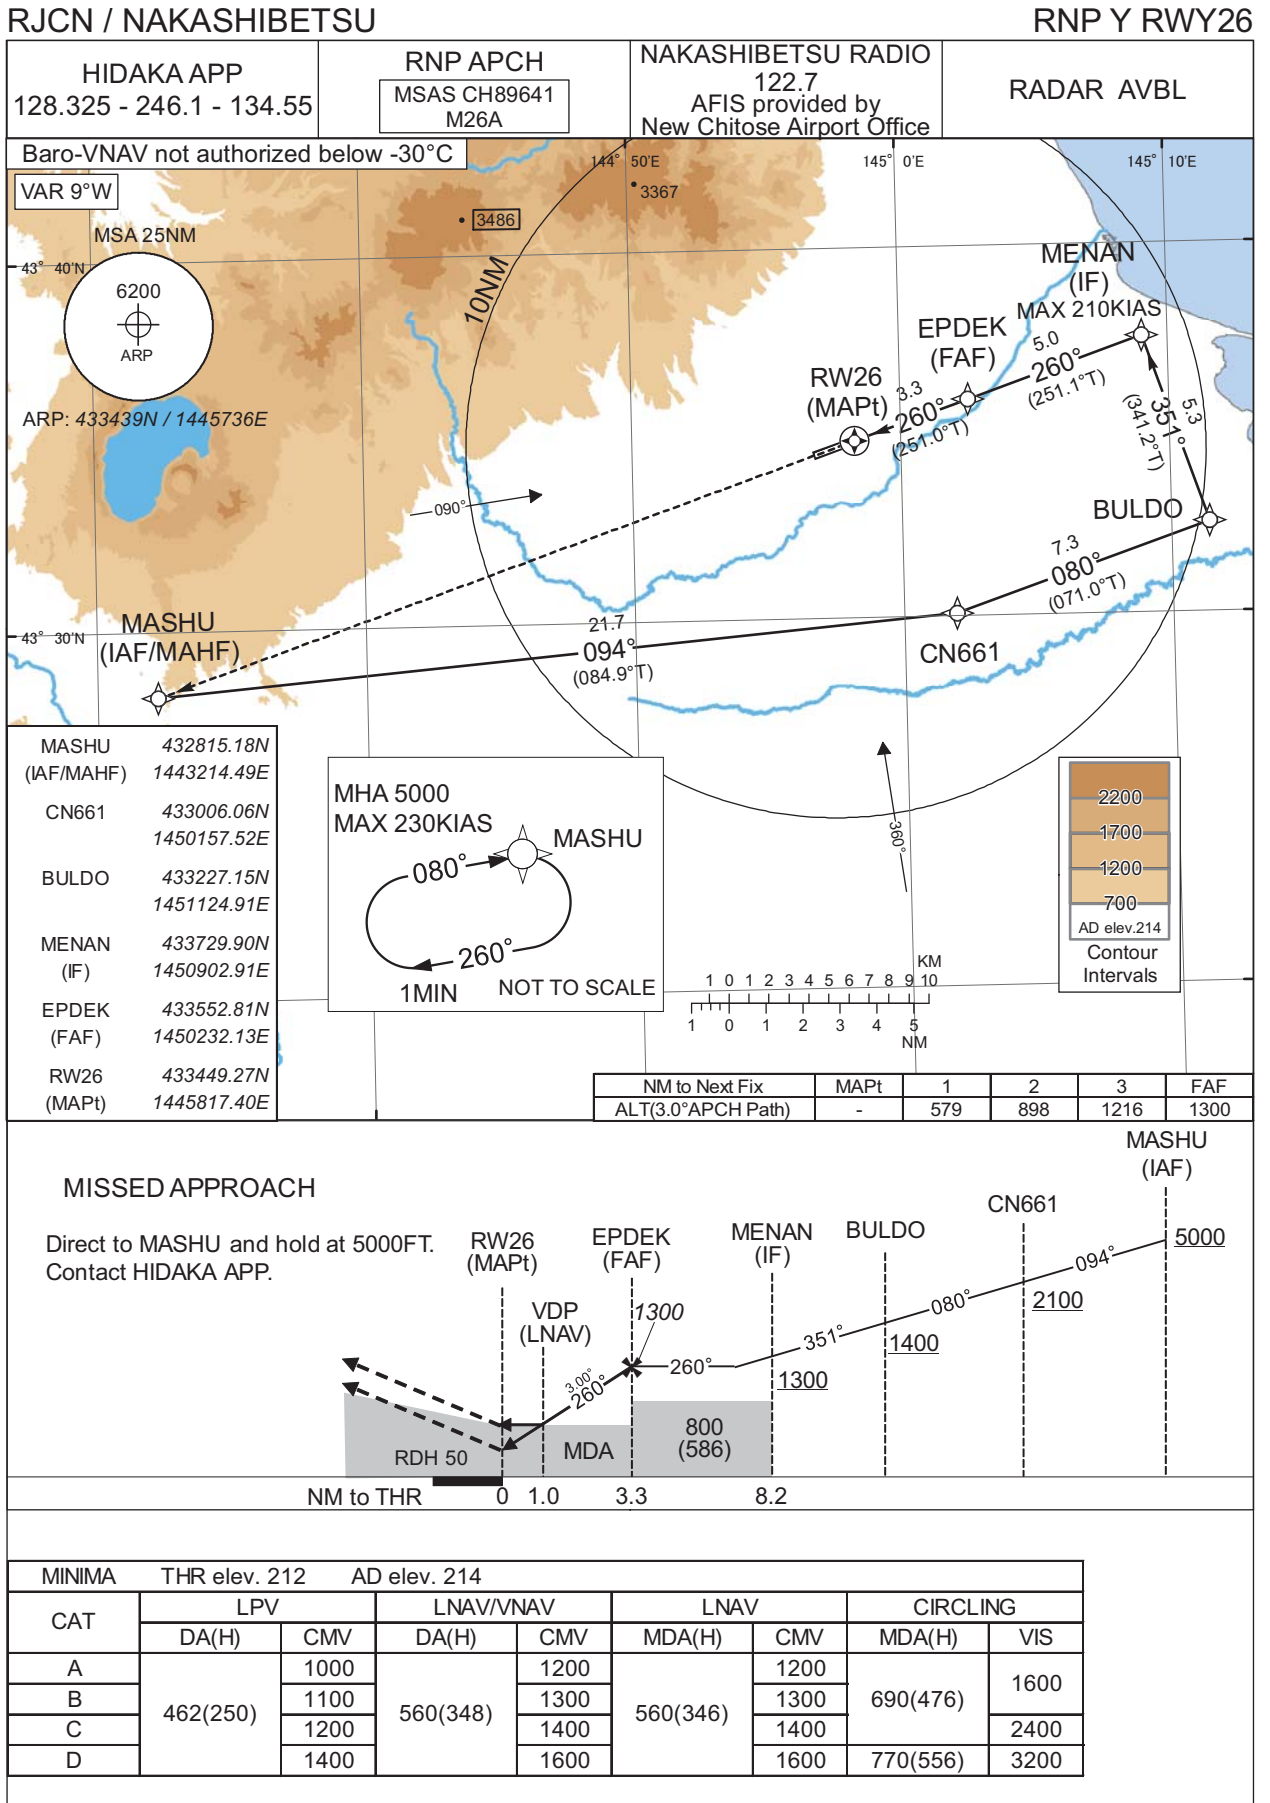 RJCN / NAKASHIBETSU
RNP Y RWY26
HIDAKA APP
128.325 - 246.1 - 134.55
RNP APCH
MSAS CH89641
M26A
NAKASHIBETSU RADIO
122.7
AFIS provided by
New Chitose Airport Office
RADAR AVBL
Baro-VNAV not authorized below -30°C
VAR 9°W
MSA 25NM
6200
ARP
ARP: 433439N / 1445736E
144° 50'E
145° 0'E
145° 10'E
43° 40'N
43° 30'N
3486
3367
10NM
MENAN
(IF)
MAX 210KIAS
EPDEK
(FAF)
5.0
260°
(251.1°T)
RW26
(MAPt)
3.3
260°
(251.0°T)
5.3
351°
(341.2°T)
BULDO
7.3
080°
(071.0°T)
CN661
090°
MASHU
(IAF/MAHF)
21.7
094°
(084.9°T)
360°
MASHU 432815.18N
(IAF/MAHF) 1443214.49E
CN661 433006.06N
1450157.52E
BULDO 433227.15N
1451124.91E
MENAN 433729.90N
(IF) 1450902.91E
EPDEK 433552.81N
(FAF) 1450232.13E
RW26 433449.27N
(MAPt) 1445817.40E
MHA 5000
MAX 230KIAS
MASHU
080°
260°
1MIN
NOT TO SCALE
2200
1700
1200
700
AD elev.214
Contour
Intervals
KM
1 0 1 2 3 4 5 6 7 8 9 10
1 0 1 2 3 4 5
NM
NM to Next Fix MAPt 1 2 3 FAF
ALT(3.0°APCH Path) - 579 898 1216 1300
MISSED APPROACH
Direct to MASHU and hold at 5000FT.
Contact HIDAKA APP.
RW26
(MAPt)
VDP
(LNAV)
EPDEK
(FAF)
1300
MENAN
(IF)
BULDO
CN661
MASHU
(IAF)
5000
094°
2100
080°
1400
351°
1300
260°
3.00°
260°
800
(586)
MDA
RDH 50
NM to THR 0 1.0 3.3 8.2
MINIMA THR elev. 212 AD elev. 214
CAT LPV LNAV/VNAV LNAV CIRCLING
DA(H) CMV DA(H) CMV MDA(H) CMV MDA(H) VIS
A 462(250) 1000 560(348) 1200 560(346) 1200 690(476) 1600
B 1100 1300 1300
C 1200 1400 1400 2400
D 1400 1600 1600 770(556) 3200